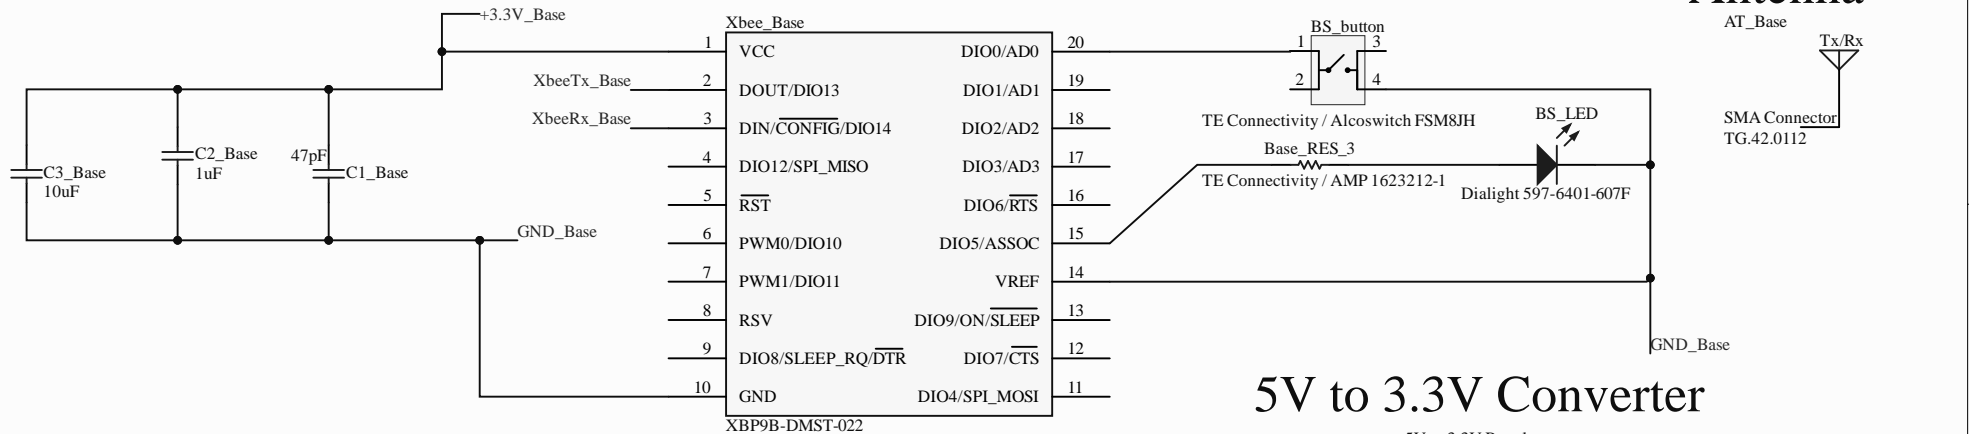 +3.3V_Base
Xbee_Base
1 VCC
XbeeTx_Base 2 DOUT/DIO13
XbeeRx_Base 3 DIN/CONFIG/DIO14
4 DIO12/SPI_MISO
5 RST
6 PWM0/DIO10
7 PWM1/DIO11
8 RSV
9 DIO8/SLEEP_RQ/DTR
10 GND
DIO0/AD0 20
DIO1/AD1 19
DIO2/AD2 18
DIO3/AD3 17
DIO6/RTS 16
DIO5/ASSOC 15
VREF 14
DIO9/ON/SLEEP 13
DIO7/CTS 12
DIO4/SPI_MOSI 11
XBP9B-DMST-022
C3_Base
10uF
C2_Base
1uF
47pF
C1_Base
GND_Base
BS_button
1 3
2 4
TE Connectivity / Alcoswitch FSM8JH
Base_RES_3
TE Connectivity / AMP 1623212-1
BS_LED
Dialight 597-6401-607F
GND_Base
Antenna
AT_Base
Tx/Rx
SMA Connector
TG.42.0112
5V to 3.3V Converter